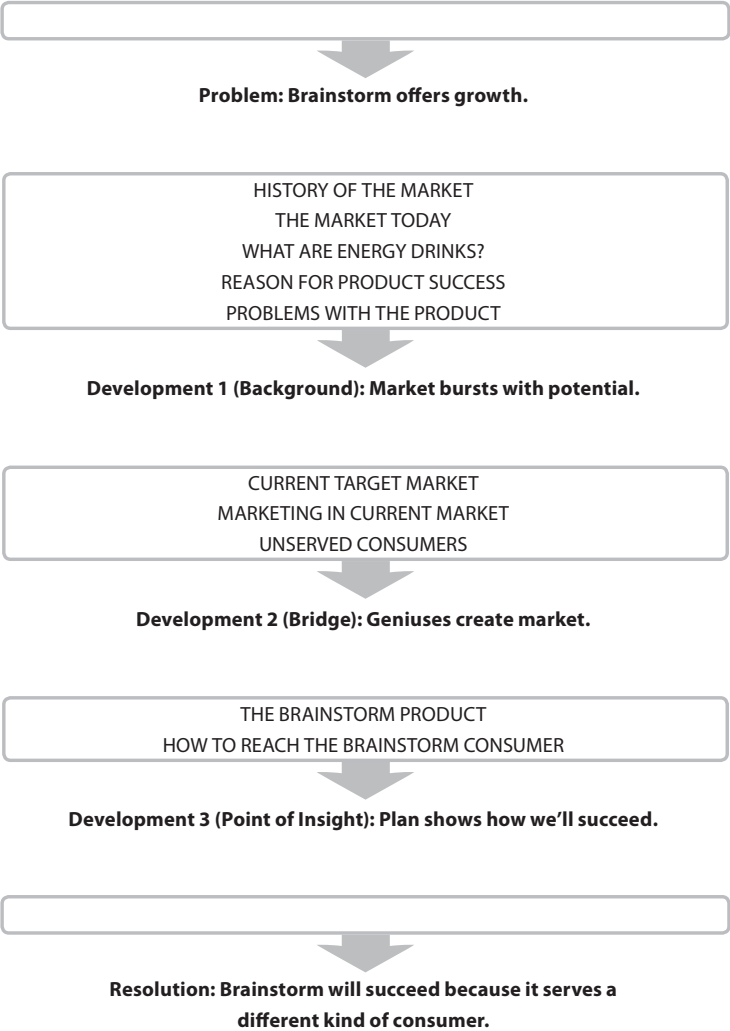 Problem: Brainstorm offers growth.
HISTORY OF THE MARKET
THE MARKET TODAY
WHAT ARE ENERGY DRINKS?
REASON FOR PRODUCT SUCCESS
PROBLEMS WITH THE PRODUCT
Development 1 (Background): Market bursts with potential.
CURRENT TARGET MARKET
MARKETING IN CURRENT MARKET
UNSERVED CONSUMERS
Development 2 (Bridge): Geniuses create market.
THE BRAINSTORM PRODUCT
HOW TO REACH THE BRAINSTORM CONSUMER
Development 3 (Point of Insight): Plan shows how we’ll succeed.
Resolution: Brainstorm will succeed because it serves a
different kind of consumer.